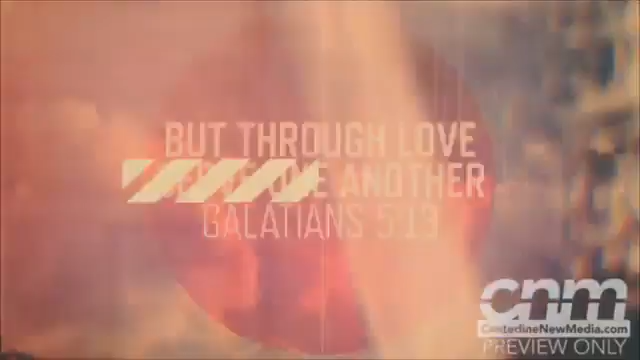 BUT THROUGH LOVE
ANOTHER
GALATIANS 5:13
cnm
CenterlineNewMedia.com
PREVIEW ONLY